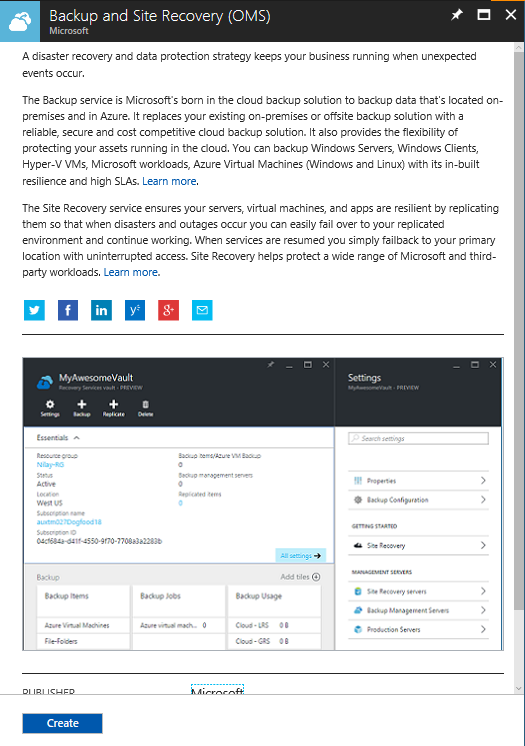 Backup and Site Recovery (OMS)
Microsoft
A disaster recovery and data protection strategy keeps your business running when unexpected
events occur.
The Backup service is Microsoft's born in the cloud backup solution to backup data that's located on-
premises and in Azure. It replaces your existing on-premises or offsite backup solution with a
reliable, secure and cost competitive cloud backup solution. It also provides the flexibility of
protecting your assets running in the cloud. You can backup Windows Servers, Windows Clients,
Hyper-V VMs, Microsoft workloads, Azure Virtual Machines (Windows and Linux) with its in-built
resilience and high SLAs. Learn more.
The Site Recovery service ensures your servers, virtual machines, and apps are resilient by replicating
them so that when disasters and outages occur you can easily fail over to your replicated
environment and continue working. When services are resumed you simply failback to your primary
location with uninterrupted access. Site Recovery helps protect a wide range of Microsoft and third-
party workloads. Learn more.
MyAwesomeVault
Recovery Services vault - PREVIEW
Settings Backup Replicate Delete
Essentials
Resource group
Nilay-RG
Status
Active
Location
West US
Subscription name
auxtm027Dogfood18
Subscription ID
04cf684a-d41f-4550-9f70-7708a3a2283b
Backup items/Azure VM Backup
0
Backup management servers
0
Replicated items
0
All settings
Backup
Add tiles
Backup Items
Azure Virtual Machines
File-Folders
Backup Jobs
Azure virtual mach... 0
Backup Usage
Cloud - LRS 0 B
Cloud - GRS 0 B
Settings
MyAwesomeVault - PREVIEW
Search settings
Properties
Backup Configuration
GETTING STARTED
Site Recovery
MANAGEMENT SERVERS
Site Recovery servers
Backup Management Servers
Production Servers
PUBLISHER Microsoft
Create